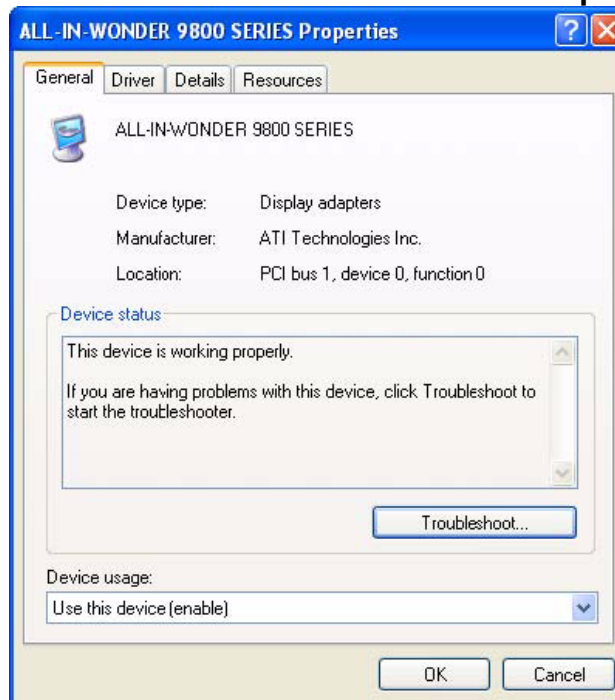 ALL-IN-WONDER 9800 SERIES Properties
General Driver Details Resources
ALL-IN-WONDER 9800 SERIES
Device type: Display adapters
Manufacturer: ATI Technologies Inc.
Location: PCI bus 1, device 0, function 0
Device status
This device is working properly.
If you are having problems with this device, click Troubleshoot to
start the troubleshooter.
Troubleshoot...
Device usage:
Use this device (enable)
OK Cancel